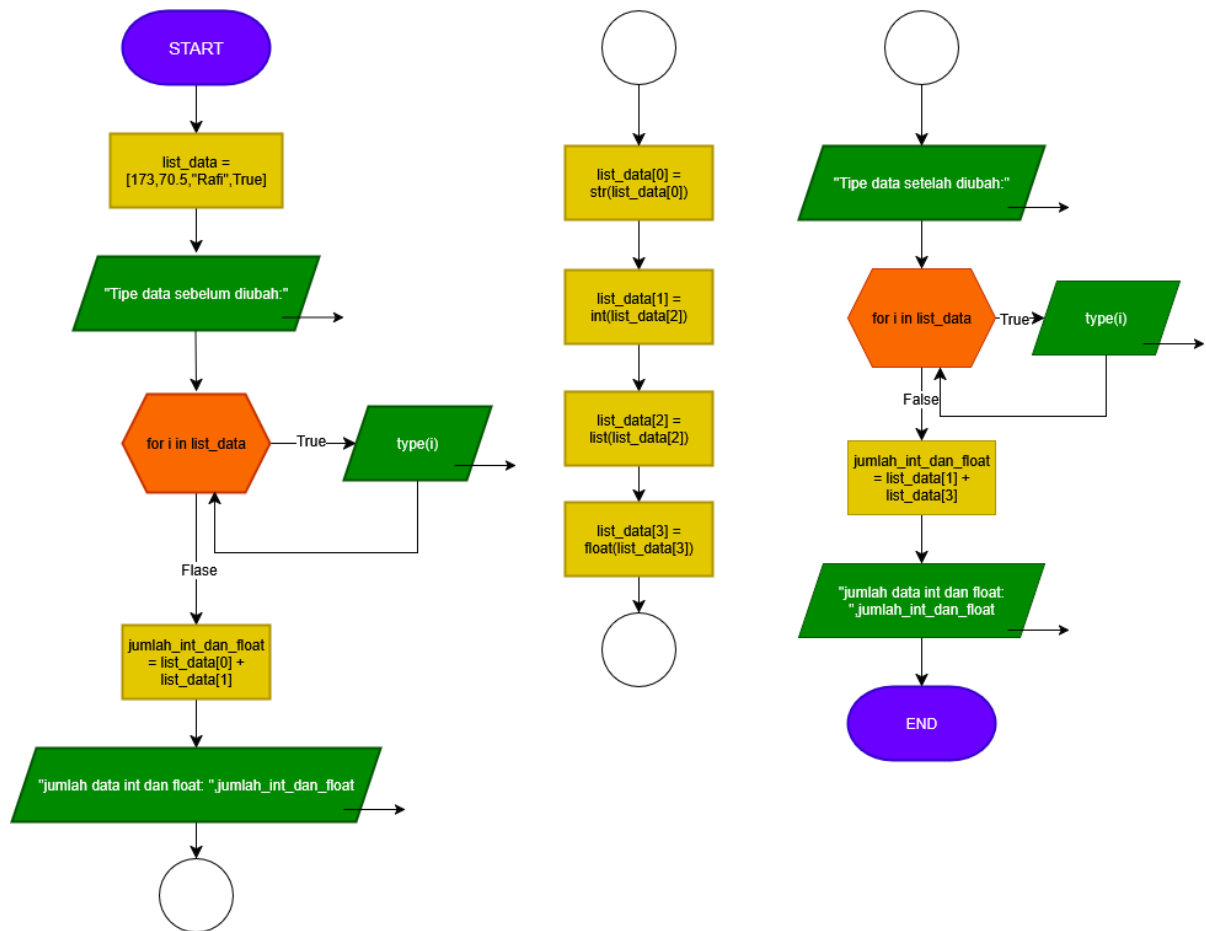 START
list_data =
[173,70.5,"Rafi",True]
"Tipe data sebelum diubah:"
for i in list_data
True
type(i)
Flase
jumlah_int_dan_float
= list_data[0] +
list_data[1]
"jumlah data int dan float: ",jumlah_int_dan_float
list_data[0] =
str(list_data[0])
list_data[1] =
int(list_data[2])
list_data[2] =
list(list_data[2])
list_data[3] =
float(list_data[3])
"Tipe data setelah diubah:"
for i in list_data
True
type(i)
False
jumlah_int_dan_float
= list_data[1] +
list_data[3]
"jumlah data int dan float:
",jumlah_int_dan_float
END